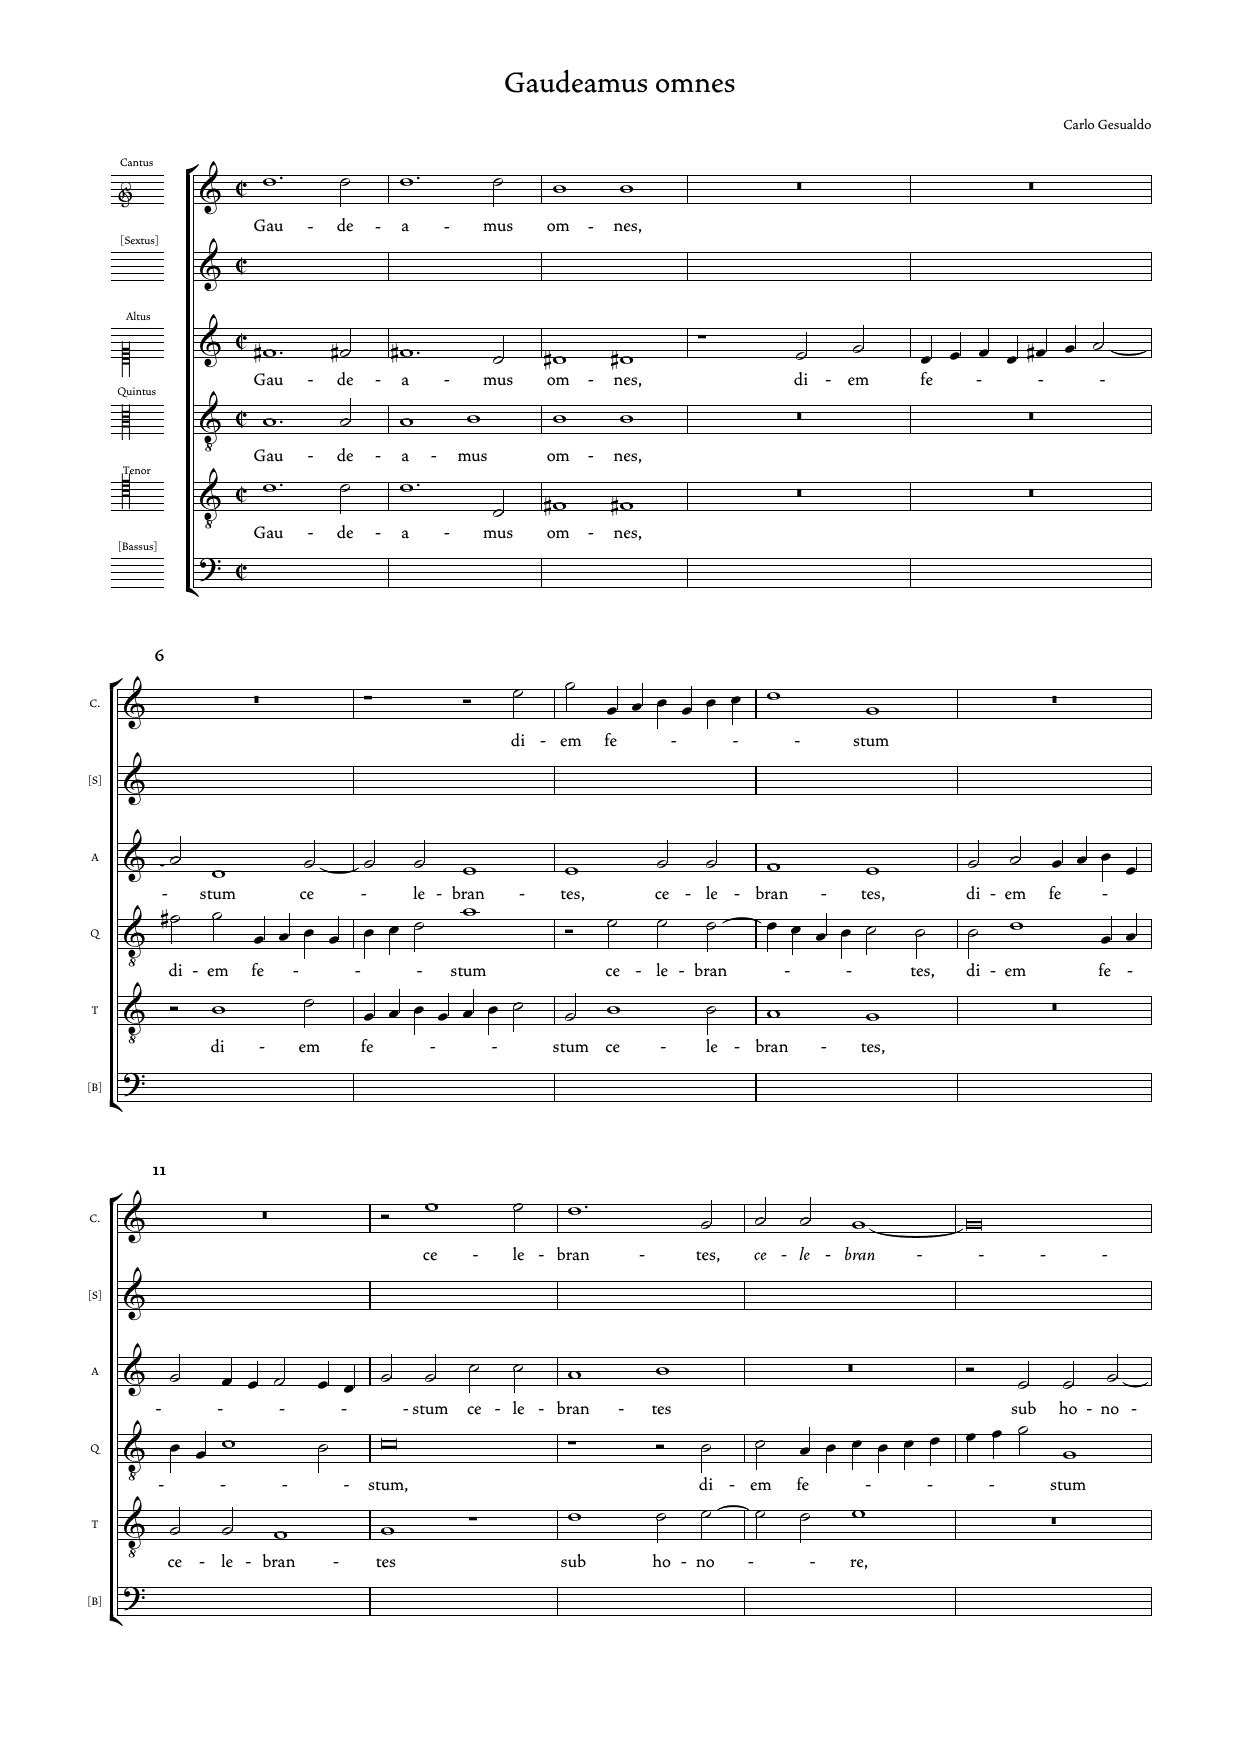 Gaudeamus omnes
Carlo Gesualdo
Cantus
Gau - de - a - mus om - nes,
[Sextus]
Altus
Gau - de - a - mus om - nes, di - em fe - - - -
Quintus
Gau - de - a - mus om - nes,
Tenor
Gau - de - a - mus om - nes,
[Bassus]
6
C.
di - em fe - - - stum
[S]
A
- stum ce - le - bran - tes, ce - le - bran - tes, di - em fe -
Q
di - em fe - - - stum ce - le - bran - - tes, di - em fe -
T
di - em fe - - - stum ce - le - bran - tes,
[B]
11
C.
ce - le - bran - tes, ce - le - bran - - - -
[S]
A
- - - - - stum ce - le - bran - tes sub ho - no -
Q
- - - - stum, di - em fe - - - - stum
T
ce - le - bran - tes sub ho - no - - re,
[B]